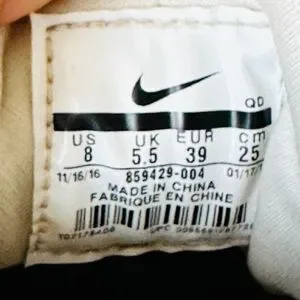 QD
US UK EUR cm
8 5.5 39 25
11/16/16 859429-004 01/17/17
MADE IN CHINA
FABRIQUE EN CHINE
UPC